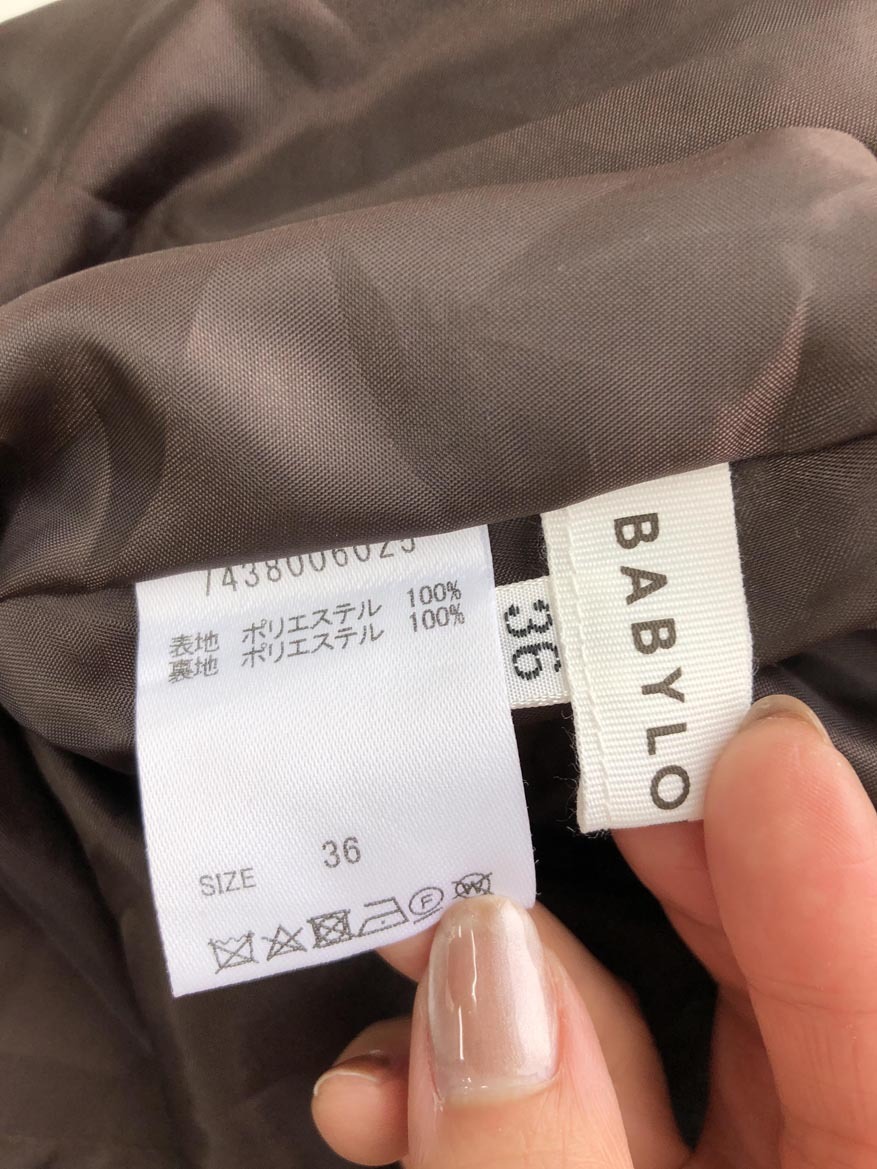 7438006025
表地 ポリエステル 100%
裏地 ポリエステル 100%
SIZE 36
F
W
36
BABYLO